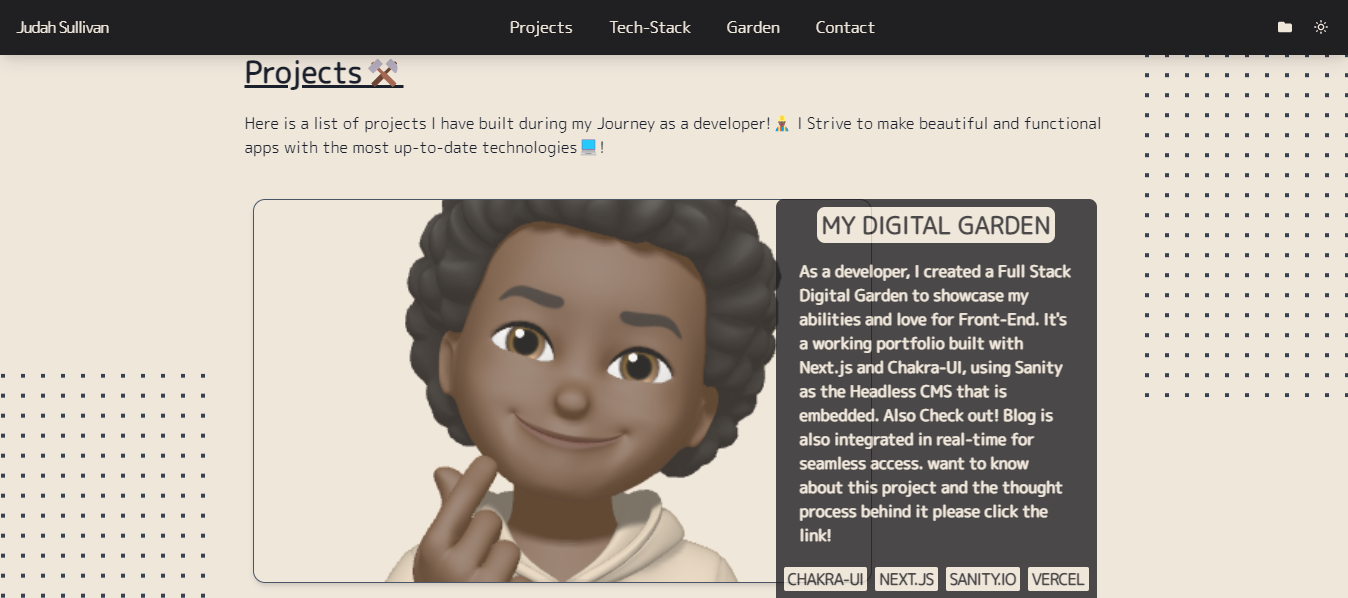 Judah Sullivan
Projects Tech-Stack Garden Contact
Projects ⚒️
Here is a list of projects I have built during my Journey as a developer! I Strive to make beautiful and functional
apps with the most up-to-date technologies !
MY DIGITAL GARDEN
As a developer, I created a Full Stack
Digital Garden to showcase my
abilities and love for Front-End. It's
a working portfolio built with
Next.js and Chakra-UI, using Sanity
as the Headless CMS that is
embedded. Also Check out! Blog is
also integrated in real-time for
seamless access. want to know
about this project and the thought
process behind it please click the
link!
CHAKRA-UI NEXT.JS SANITY.IO VERCEL